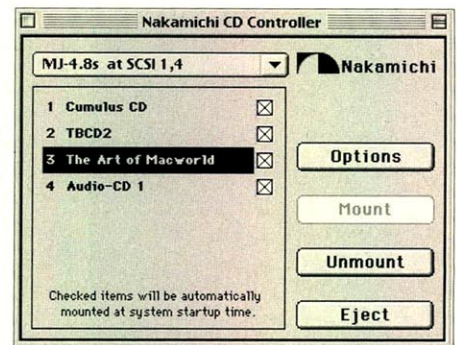 Nakamichi CD Controller
MJ-4.8s at SCSI 1,4
Nakamichi
1 Cumulus CD
2 TBCD2
3 The Art of Macworld
4 Audio-CD 1
Options
Mount
Unmount
Eject
Checked items will be automatically
mounted at system startup time.